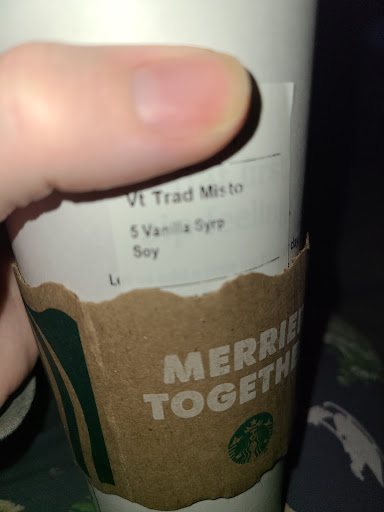 Vt Trad Misto
5 Vanilla Syrp
Soy
MERRIE
TOGETHE